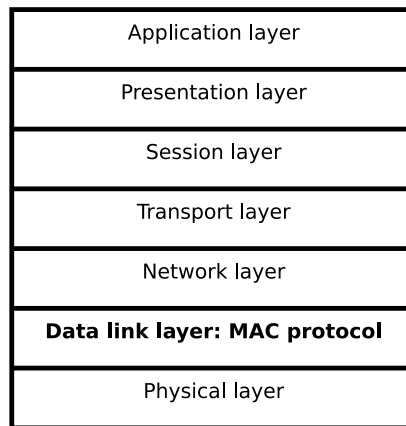 Application layer
Presentation layer
Session layer
Transport layer
Network layer
Data link layer: MAC protocol
Physical layer